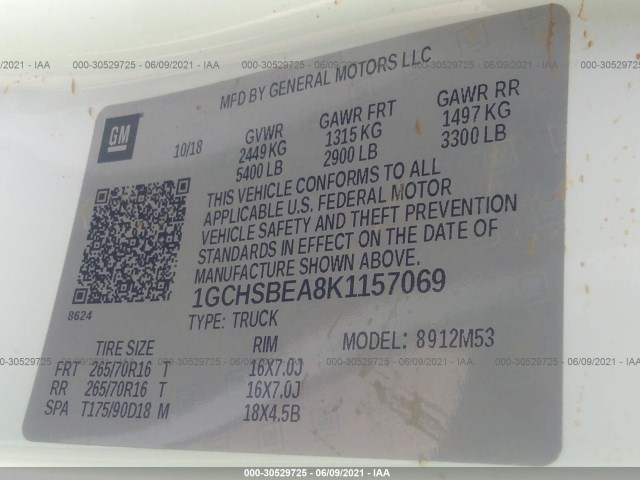 6/09/2021 - IAA 000-30529725 - 06/09/2021 - IAA 000-30529725 - 06/09/2021 - IAA 000-30529725
MFD BY GENERAL MOTORS LLC
GM
10/18
GVWR GAWR FRT GAWR RR
2449 KG 1315 KG 1497 KG
5400 LB 2900 LB 3300 LB
THIS VEHICLE CONFORMS TO ALL
APPLICABLE U.S. FEDERAL MOTOR
VEHICLE SAFETY AND THEFT PREVENTION
STANDARDS IN EFFECT ON THE DATE OF
MANUFACTURE SHOWN ABOVE.
1GCHSBEA8K1157069
8624
TYPE: TRUCK MODEL: 8912M53
TIRE SIZE RIM
FRT 265/70R16 T 16X7.0J
RR 265/70R16 T 16X7.0J
SPA T175/90D18 M 18X4.5B
000-30529725 - 06/09/2021 - IAA